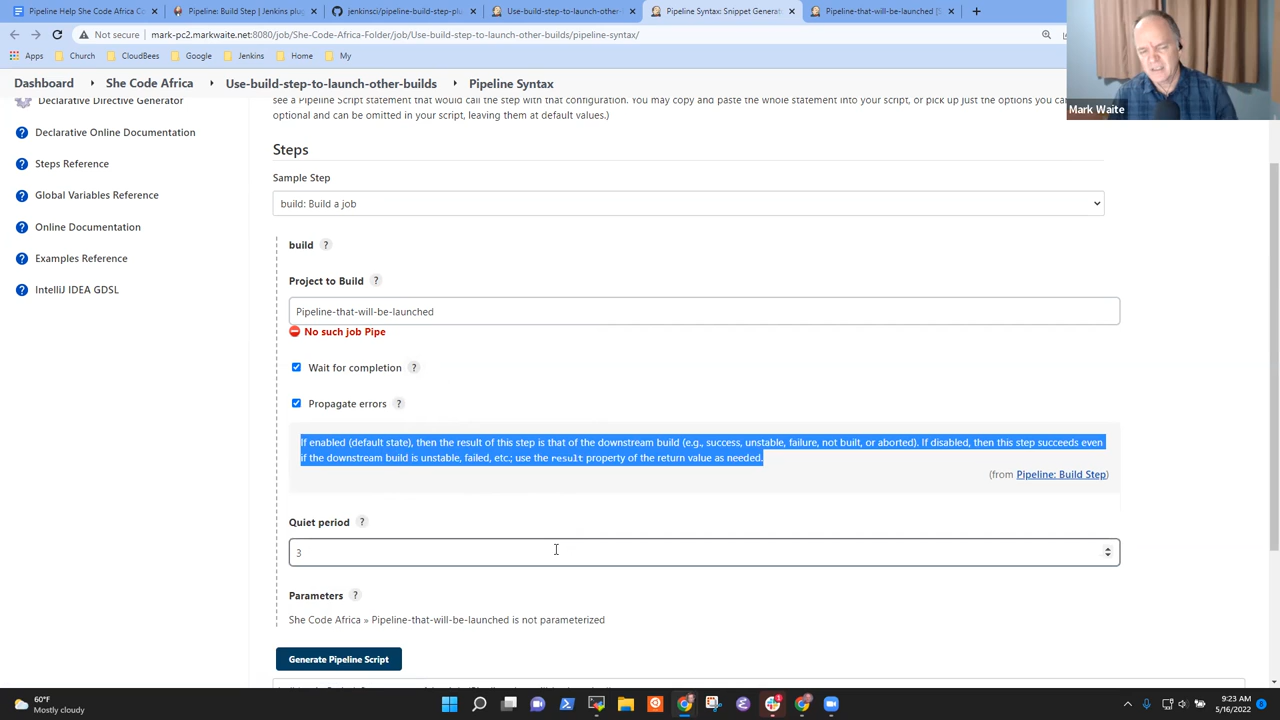 Pipeline Help She Code Africa Co
Pipeline: Build Step | Jenkins plug
jenkinsci/pipeline-build-step-plu
Use-build-step-to-launch-other-
Pipeline Syntax: Snippet Generat
Pipeline-that-will-be-launched [S
Not secure
mark-pc2.markwaite.net:8080/job/She-Code-Africa-Folder/job/Use-build-step-to-launch-other-builds/pipeline-syntax/
Apps
Church
CloudBees
Google
Jenkins
Home
My
Dashboard
She Code Africa
Use-build-step-to-launch-other-builds
Pipeline Syntax
Mark Waite
Declarative Directive Generator
Declarative Online Documentation
Steps Reference
Global Variables Reference
Online Documentation
Examples Reference
IntelliJ IDEA GDSL
see a Pipeline Script statement that would call the step with that configuration. You may copy and paste the whole statement into your script, or pick up just the options you ca
optional and can be omitted in your script, leaving them at default values.)
Steps
Sample Step
build: Build a job
build ?
Project to Build ?
Pipeline-that-will-be-launched
No such job Pipe
Wait for completion ?
Propagate errors ?
If enabled (default state), then the result of this step is that of the downstream build (e.g., success, unstable, failure, not built, or aborted). If disabled, then this step succeeds even
if the downstream build is unstable, failed, etc.; use the result property of the return value as needed.
(from Pipeline: Build Step)
Quiet period ?
3
Parameters ?
She Code Africa » Pipeline-that-will-be-launched is not parameterized
Generate Pipeline Script
60°F
Mostly cloudy
9:23 AM
5/16/2022